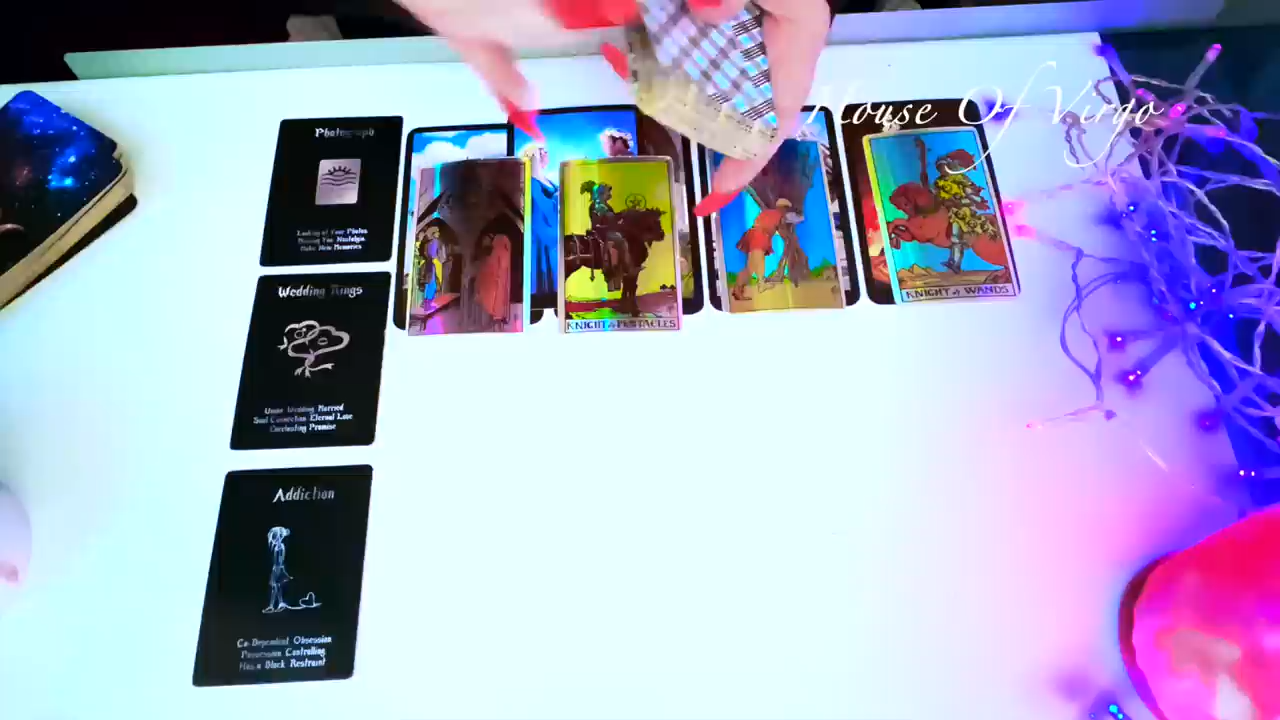 House Of Virgo
Photograph
Looking at Your Photos
Missing You Nostalgia
Make New Memories
KNIGHT of PENTACLES
KNIGHT of WANDS
Wedding Rings
Union Wedding Married
Soul Connection Eternal Love
Everlasting Promise
Addiction
Co-Dependent Obsession
Possession Controlling
Has a Block Restraint